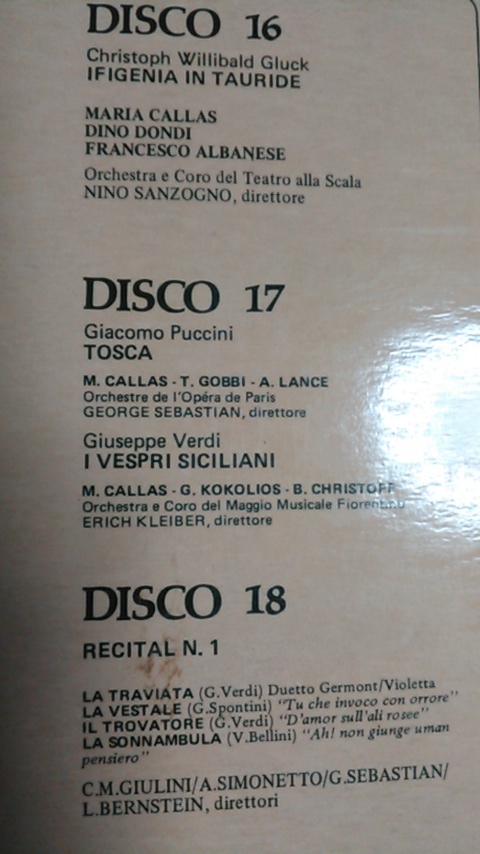 DISCO 16
Christoph Willibald Gluck
IFIGENIA IN TAURIDE
MARIA CALLAS
DINO DONDI
FRANCESCO ALBANESE
Orchestra e Coro del Teatro alla Scala
NINO SANZOGNO, direttore
DISCO 17
Giacomo Puccini
TOSCA
M. CALLAS - T. GOBBI - A. LANCE
Orchestre de l'Opéra de Paris
GEORGE SEBASTIAN, direttore
Giuseppe Verdi
I VESPRI SICILIANI
M. CALLAS - G. KOKOLIOS - B. CHRISTOFF
Orchestra e Coro del Maggio Musicale Fiorentino
ERICH KLEIBER, direttore
DISCO 18
RECITAL N. 1
LA TRAVIATA (G.Verdi) Duetto Germont/Violetta
LA VESTALE (G.Spontini) "Tu che invoco con orrore"
IL TROVATORE (G.Verdi) "D'amor sull'ali rosee"
LA SONNAMBULA (V.Bellini) "Ah! non giunge uman
pensiero"
C.M.GIULINI/A.SIMONETTO/G.SEBASTIAN/
L.BERNSTEIN, direttori